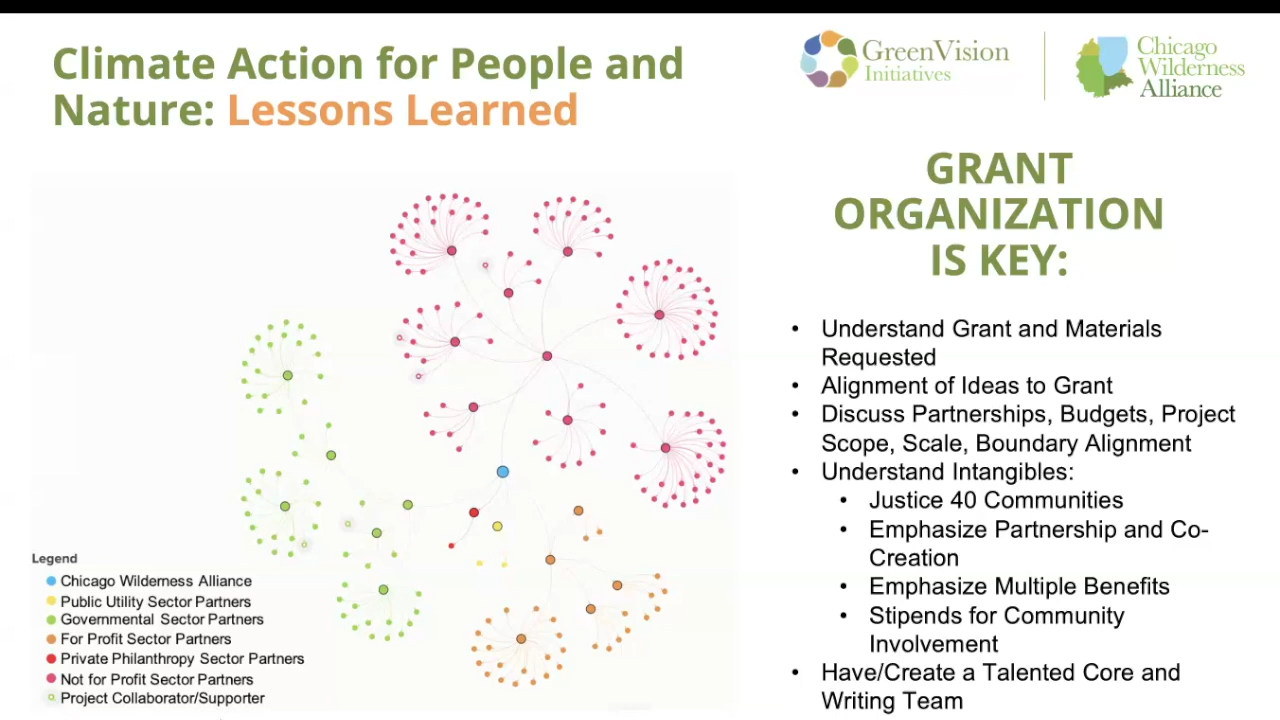 Climate Action for People and
Nature: Lessons Learned
GreenVision
Initiatives
Chicago
Wilderness
Alliance
GRANT
ORGANIZATION
IS KEY:
• Understand Grant and Materials
Requested
• Alignment of Ideas to Grant
• Discuss Partnerships, Budgets, Project
Scope, Scale, Boundary Alignment
• Understand Intangibles:
• Justice 40 Communities
• Emphasize Partnership and Co-
Creation
• Emphasize Multiple Benefits
• Stipends for Community
Involvement
• Have/Create a Talented Core and
Writing Team
Legend
Chicago Wilderness Alliance
Public Utility Sector Partners
Governmental Sector Partners
For Profit Sector Partners
Private Philanthropy Sector Partners
Not for Profit Sector Partners
Project Collaborator/Supporter